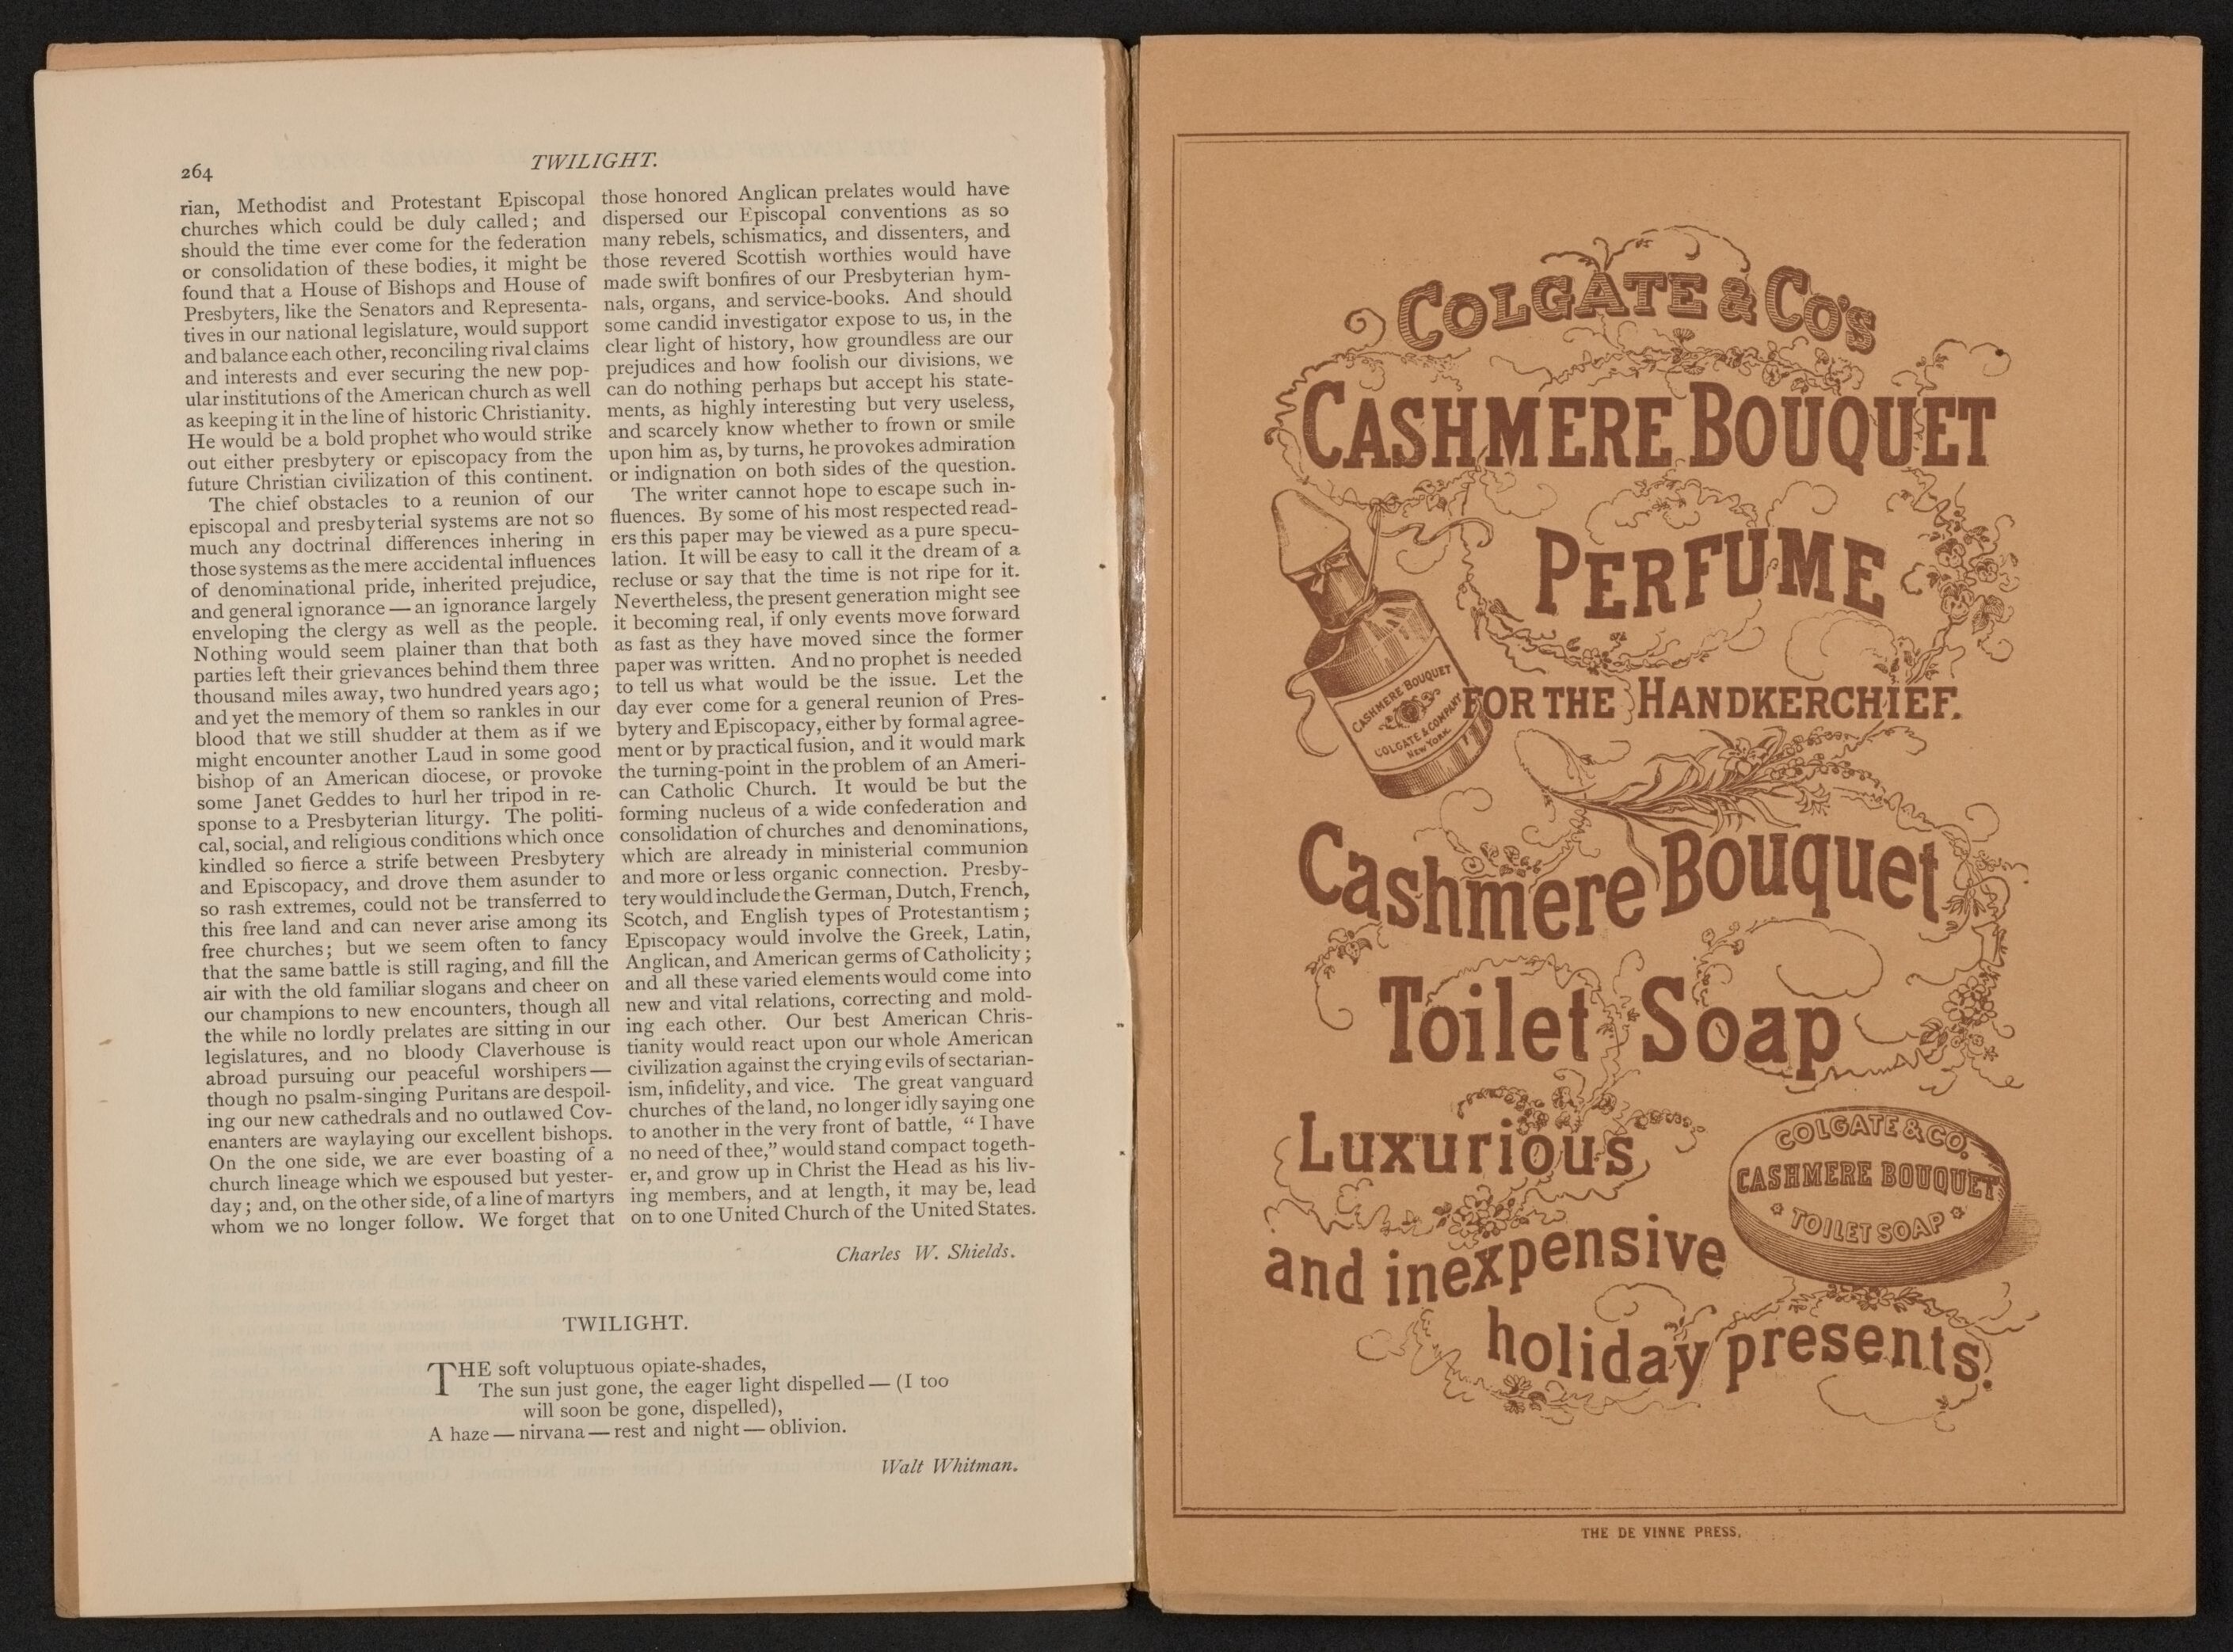 264
TWILIGHT.
rian, Methodist and Protestant Episcopal
churches which could be duly called; and
should the time ever come for the federation
or consolidation of these bodies, it might be
found that a House of Bishops and House of
Presbyters, like the Senators and Representa-
tives in our national legislature, would support
and balance each other, reconciling rival claims
and interests and ever securing the new pop-
ular institutions of the American church as well
as keeping it in the line of historic Christianity.
He would be a bold prophet who would strike
out either presbytery or episcopacy from the
future Christian civilization of this continent.
The chief obstacles to a reunion of our
episcopal and presbyterial systems are not so
much any doctrinal differences inhering in
those systems as the mere accidental influences
of denominational pride, inherited prejudice,
and general ignorance — an ignorance largely
enveloping the clergy as well as the people.
Nothing would seem plainer than that both
parties left their grievances behind them three
thousand miles away, two hundred years ago;
and yet the memory of them so rankles in our
blood that we still shudder at them as if we
might encounter another Laud in some good
bishop of an American diocese, or provoke
some Janet Geddes to hurl her tripod in re-
sponse to a Presbyterian liturgy. The politi-
cal, social, and religious conditions which once
kindled so fierce a strife between Presbytery
and Episcopacy, and drove them asunder to
so rash extremes, could not be transferred to
this free land and can never arise among its
free churches; but we seem often to fancy
that the same battle is still raging, and fill the
air with the old familiar slogans and cheer on
our champions to new encounters, though all
the while no lordly prelates are sitting in our
legislatures, and no bloody Claverhouse is
abroad pursuing our peaceful worshipers —
though no psalm-singing Puritans are despoil-
ing our new cathedrals and no outlawed Cov-
enanters are waylaying our excellent bishops.
On the one side, we are ever boasting of a
church lineage which we espoused but yester-
day; and, on the other side, of a line of martyrs
whom we no longer follow. We forget that
those honored Anglican prelates would have
dispersed our Episcopal conventions as so
many rebels, schismatics, and dissenters, and
those revered Scottish worthies would have
made swift bonfires of our Presbyterian hym-
nals, organs, and service-books. And should
some candid investigator expose to us, in the
clear light of history, how groundless are our
prejudices and how foolish our divisions, we
can do nothing perhaps but accept his state-
ments, as highly interesting but very useless,
and scarcely know whether to frown or smile
upon him as, by turns, he provokes admiration
or indignation on both sides of the question.
The writer cannot hope to escape such in-
fluences. By some of his most respected read-
ers this paper may be viewed as a pure specu-
lation. It will be easy to call it the dream of a
recluse or say that the time is not ripe for it.
Nevertheless, the present generation might see
it becoming real, if only events move forward
as fast as they have moved since the former
paper was written. And no prophet is needed
to tell us what would be the issue. Let the
day ever come for a general reunion of Pres-
bytery and Episcopacy, either by formal agree-
ment or by practical fusion, and it would mark
the turning-point in the problem of an Ameri-
can Catholic Church. It would be but the
forming nucleus of a wide confederation and
consolidation of churches and denominations,
which are already in ministerial communion
and more or less organic connection. Presby-
tery would include the German, Dutch, French,
Scotch, and English types of Protestantism;
Episcopacy would involve the Greek, Latin,
Anglican, and American germs of Catholicity;
and all these varied elements would come into
new and vital relations, correcting and mold-
ing each other. Our best American Chris-
tianity would react upon our whole American
civilization against the crying evils of sectarian-
ism, infidelity, and vice. The great vanguard
churches of the land, no longer idly saying one
to another in the very front of battle, “ I have
no need of thee,” would stand compact togeth-
er, and grow up in Christ the Head as his liv-
ing members, and at length, it may be, lead
on to one United Church of the United States.
Charles W. Shields.
TWILIGHT.
THE soft voluptuous opiate-shades,
The sun just gone, the eager light dispelled — (I too
will soon be gone, dispelled),
A haze — nirvana — rest and night — oblivion.
Walt Whitman.
COLGATE & CO'S
CASHMERE BOUQUET
PERFUME
FOR THE HANDKERCHIEF.
CASHMERE BOUQUET
COLGATE & COMPANY
NEW YORK.
Cashmere Bouquet
Toilet Soap
Luxurious
and inexpensive
holiday presents.
COLGATE & CO.
CASHMERE BOUQUET
* TOILET SOAP *
THE DE VINNE PRESS.